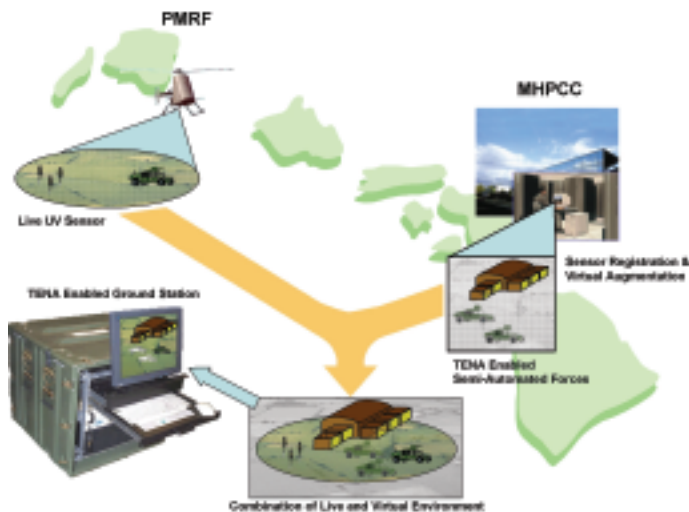 PMRF
MHPCC
Live UV Sensor
Sensor Registration &
Virtual Augmentation
TENA Enabled Ground Station
TENA Enabled
Semi-Automated Forces
Combination of Live and Virtual Environment